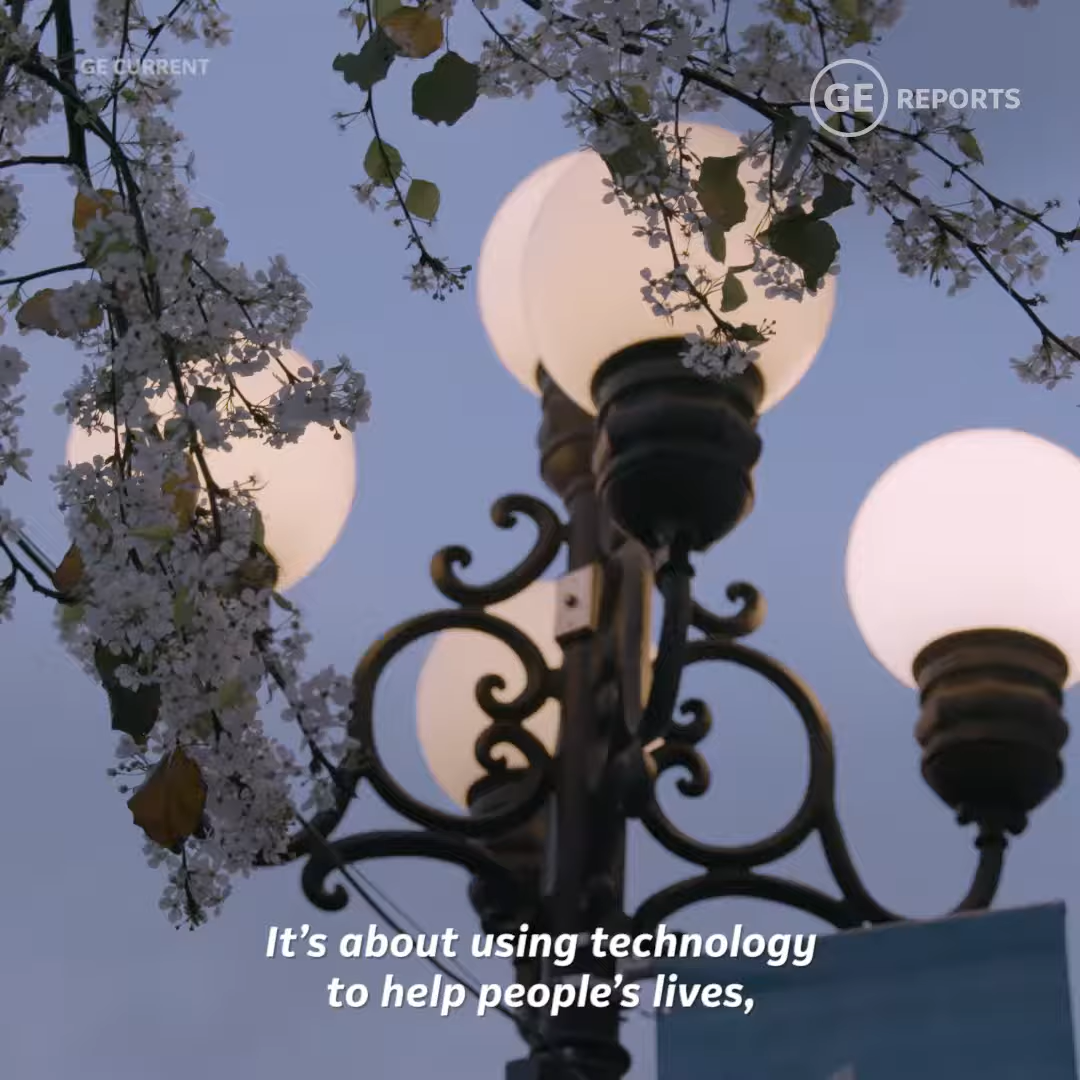 GE CURRENT
GE REPORTS
It's about using technology
to help people's lives,